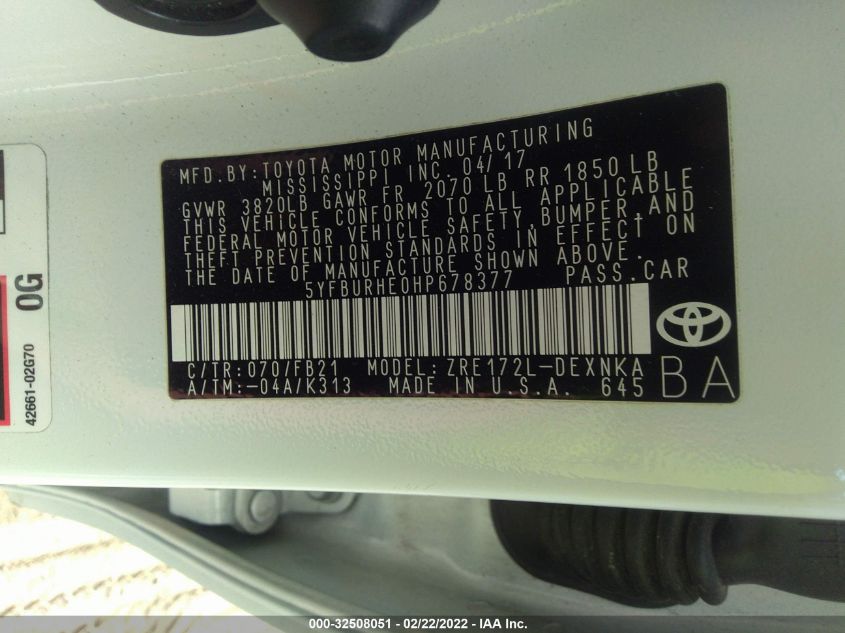 MFD. BY: TOYOTA MOTOR MANUFACTURING
MISSISSIPPI INC. 04/17
GVWR 3820LB GAWR FR 2070 LB RR 1850 LB
THIS VEHICLE CONFORMS TO ALL APPLICABLE
FEDERAL MOTOR VEHICLE SAFETY, BUMPER, AND
THEFT PREVENTION STANDARDS IN EFFECT ON
THE DATE OF MANUFACTURE SHOWN ABOVE.
5YFBURHE0HP678377 PASS. CAR
C/TR: 070/FB21 MODEL: ZRE172L-DEXNKA
A/TM: -04A/K313 MADE IN U.S.A. 645
BA
0G
42661-02G70
000-32508051 - 02/22/2022 - IAA Inc.